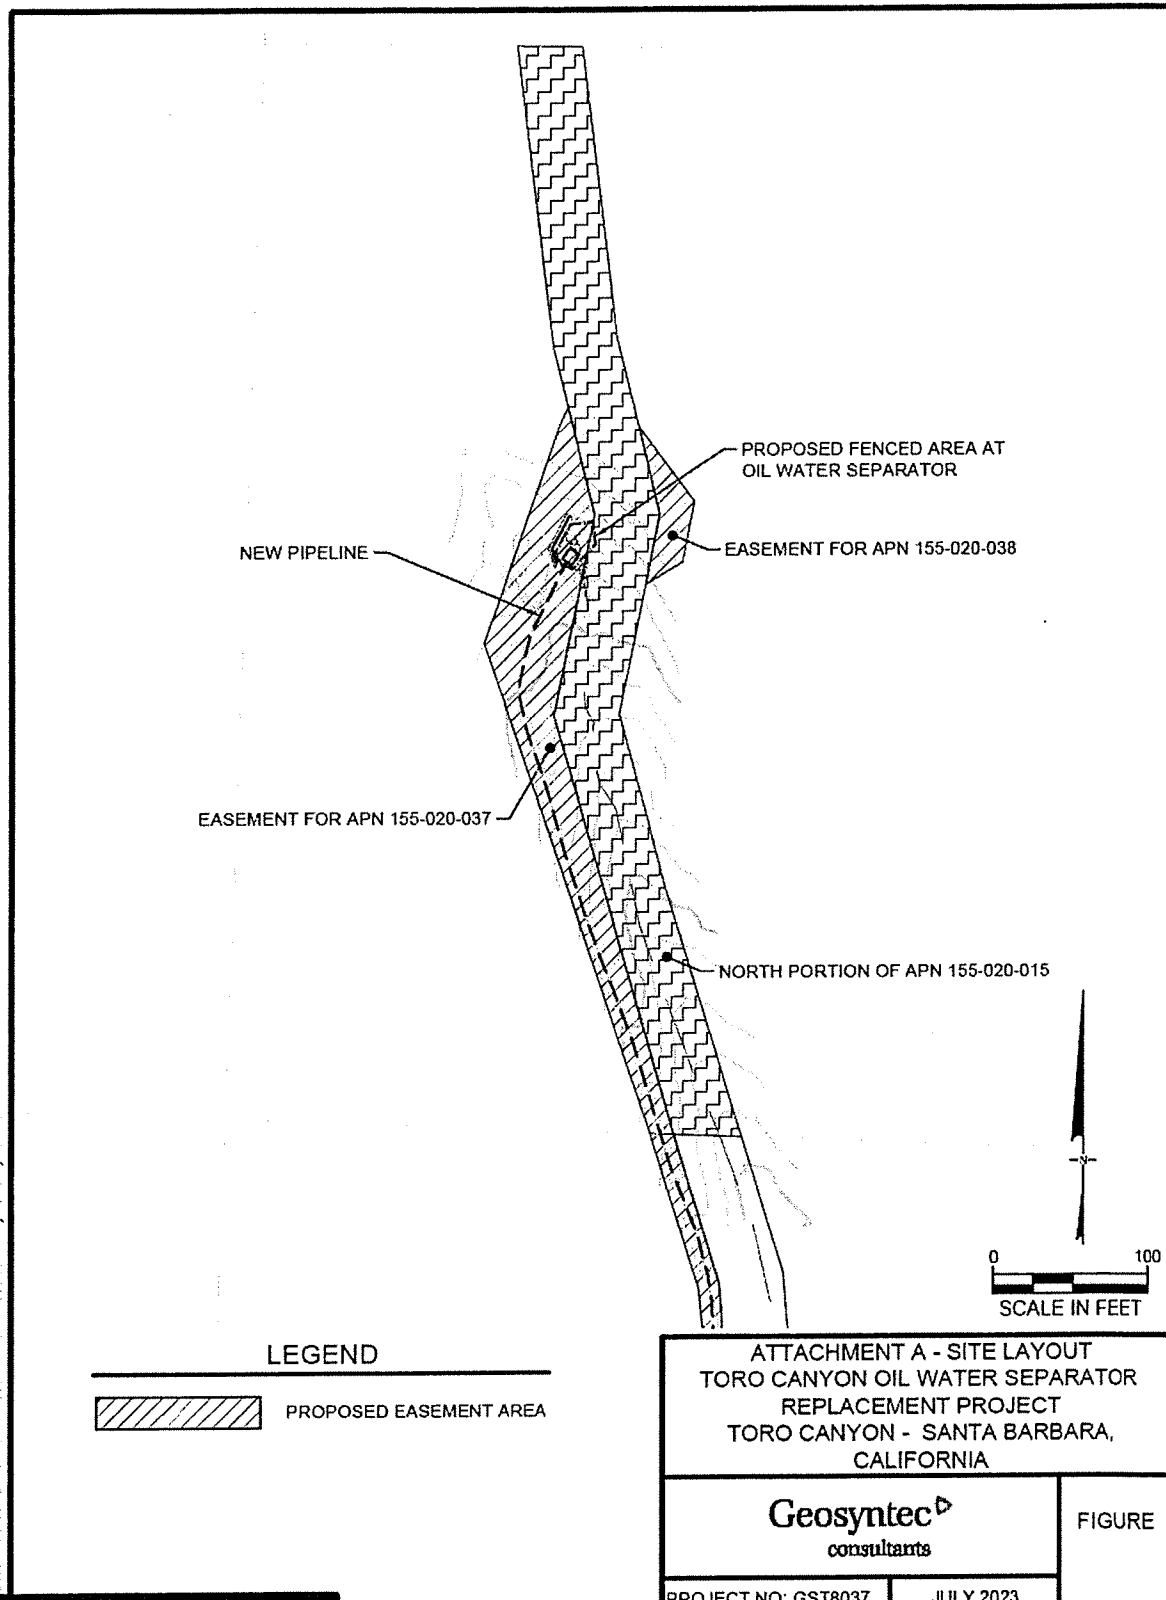 PROPOSED FENCED AREA AT
OIL WATER SEPARATOR
NEW PIPELINE
EASEMENT FOR APN 155-020-038
EASEMENT FOR APN 155-020-037
NORTH PORTION OF APN 155-020-015
N
0 100
SCALE IN FEET
LEGEND
PROPOSED EASEMENT AREA
ATTACHMENT A - SITE LAYOUT
TORO CANYON OIL WATER SEPARATOR
REPLACEMENT PROJECT
TORO CANYON - SANTA BARBARA,
CALIFORNIA
Geosyntec
consultants
FIGURE
PROJECT NO: GST8037 JULY 2023